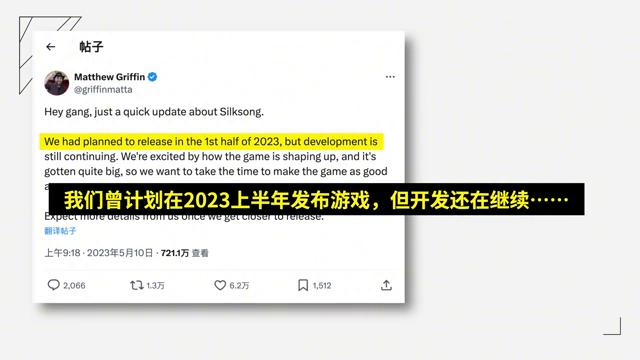 帖子
Matthew Griffin
@griffinmatta
Hey gang, just a quick update about Silksong.
We had planned to release in the 1st half of 2023, but development is
still continuing. We're excited by how the game is shaping up, and it's
gotten quite big, so we want to take the time to make the game as good
我们曾计划在2023上半年发布游戏，但开发还在继续……
Expect more details from us once we get closer to release.
翻译帖子
上午9:18 · 2023年5月10日 · 721.1万 查看
2,066 1.3万 6.2万 1,512